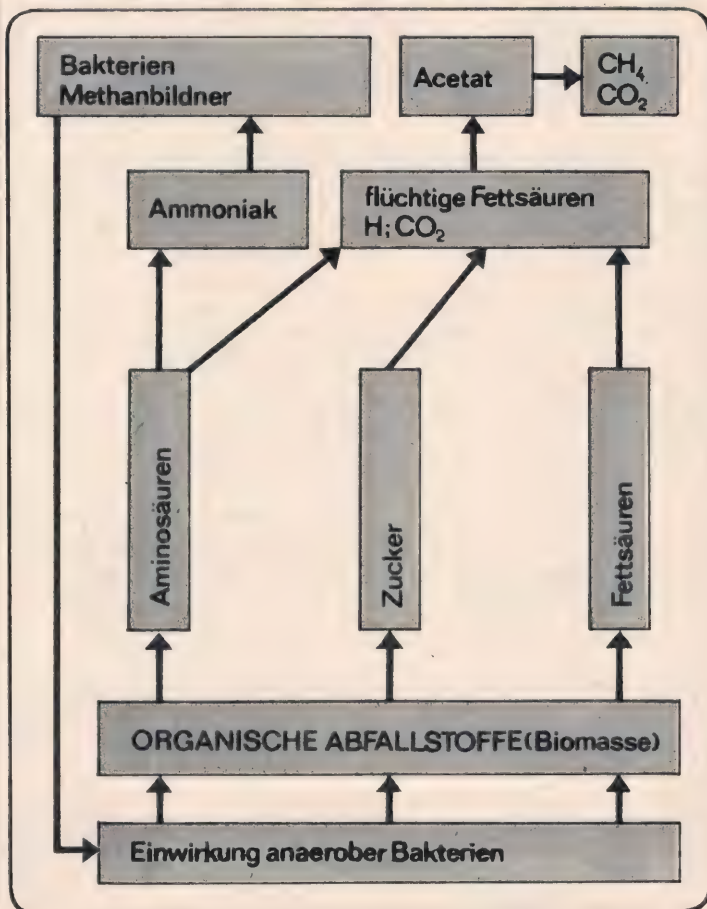 Bakterien
Methanbildner
Acetat
CH₄
CO₂
Ammoniak
flüchtige Fettsäuren
H; CO₂
Aminosäuren
Zucker
Fettsäuren
ORGANISCHE ABFALLSTOFFE (Biomasse)
Einwirkung anaerober Bakterien